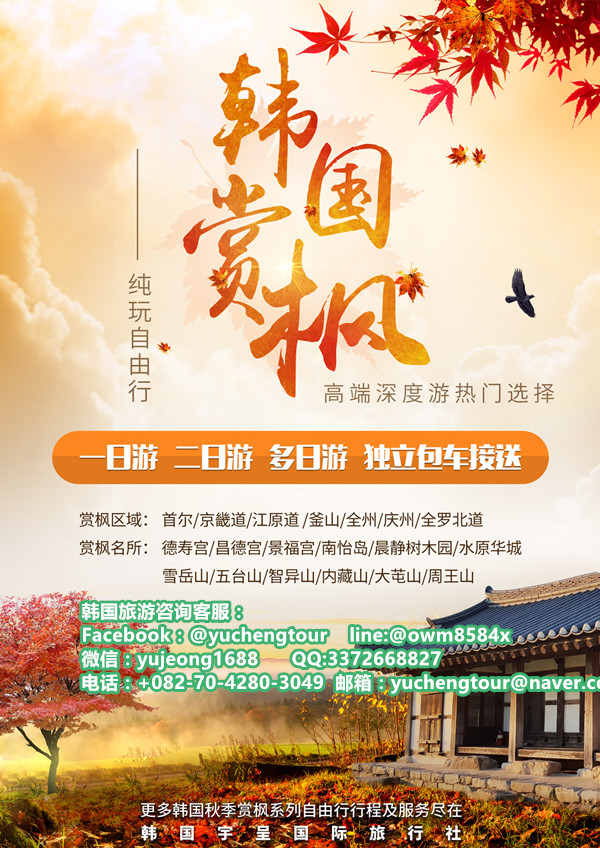 韩国
赏枫
纯玩自由行
高端深度游热门选择
一日游 二日游 多日游 独立包车接送
赏枫区域： 首尔/京畿道/江原道/釜山/全州/庆州/全罗北道
赏枫名所： 德寿宫/昌德宫/景福宫/南怡岛/晨静树木园/水原华城
雪岳山/五台山/智异山/内藏山/大芚山/周王山
韩国旅游咨询客服：
Facebook：@yuchengtour line:@owm8584x
微信：yujeong1688 QQ:3372668827
电话：+082-70-4280-3049 邮箱：yuchengtour@naver.c
更多韩国秋季赏枫系列自由行行程及服务尽在
韩国宇呈国际旅行社